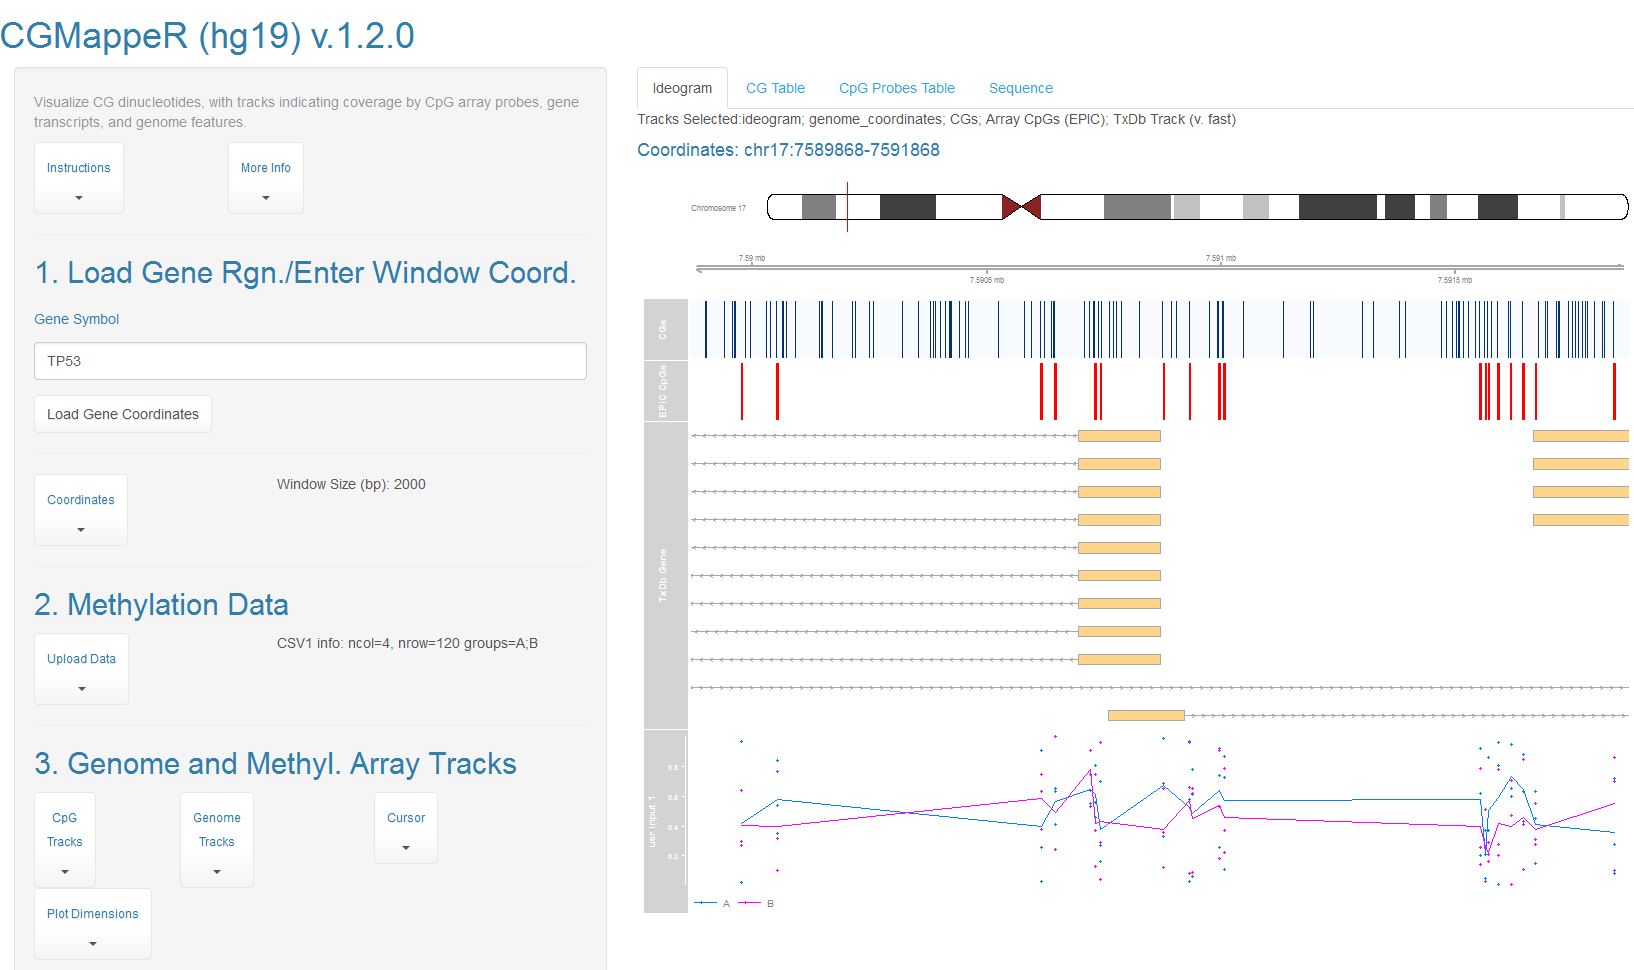 CGMappeR (hg19) v.1.2.0
Visualize CG dinucleotides, with tracks indicating coverage by CpG array probes, gene
transcripts, and genome features.
Instructions
More Info
1. Load Gene Rgn./Enter Window Coord.
Gene Symbol
TP53
Load Gene Coordinates
Coordinates
Window Size (bp): 2000
2. Methylation Data
Upload Data
CSV1 info: ncol=4, nrow=120 groups=A;B
3. Genome and Methyl. Array Tracks
CpG
Tracks
Genome
Tracks
Cursor
Plot Dimensions
Ideogram
CG Table
CpG Probes Table
Sequence
Tracks Selected:ideogram; genome_coordinates; CGs; Array CpGs (EPIC); TxDb Track (v. fast)
Coordinates: chr17:7589868-7591868
Chromosome 17
7.59 mb
7.591 mb
7.5905 mb
7.5915 mb
CGs
EPIC CpGs
TxDb Gene
usr input 1
0.8
0.6
0.4
0.2
A
B